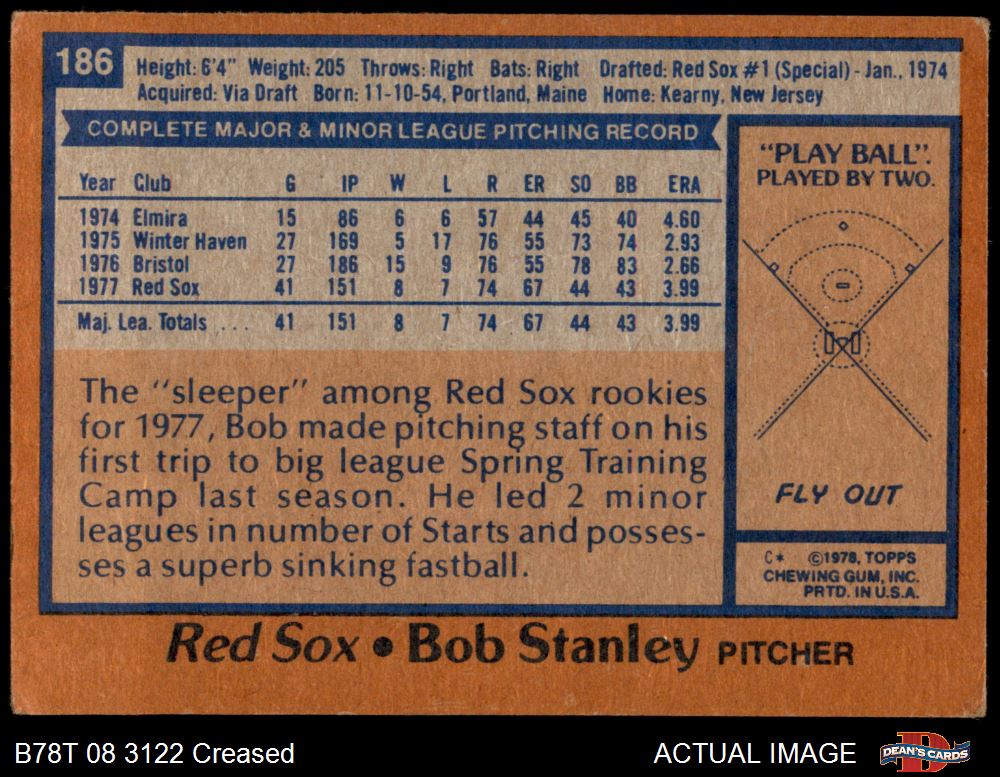 186
Height: 6'4" Weight: 205 Throws: Right Bats: Right Drafted: Red Sox #1 (Special) - Jan., 1974
Acquired: Via Draft Born: 11-10-54, Portland, Maine Home: Kearny, New Jersey
COMPLETE MAJOR & MINOR LEAGUE PITCHING RECORD
Year Club G IP W L R ER SO BB ERA
1974 Elmira 15 86 6 6 57 44 45 40 4.60
1975 Winter Haven 27 169 5 17 76 55 73 74 2.93
1976 Bristol 27 186 15 9 76 55 78 83 2.66
1977 Red Sox 41 151 8 7 74 67 44 43 3.99
Maj. Lea. Totals ... 41 151 8 7 74 67 44 43 3.99
The "sleeper" among Red Sox rookies
for 1977, Bob made pitching staff on his
first trip to big league Spring Training
Camp last season. He led 2 minor
leagues in number of Starts and posses-
ses a superb sinking fastball.
"PLAY BALL".
PLAYED BY TWO.
FLY OUT
C* ©1978, TOPPS
CHEWING GUM, INC.
PRTD. IN U.S.A.
Red Sox • Bob Stanley PITCHER
B78T 08 3122 Creased
ACTUAL IMAGE
D
DEAN'S CARDS